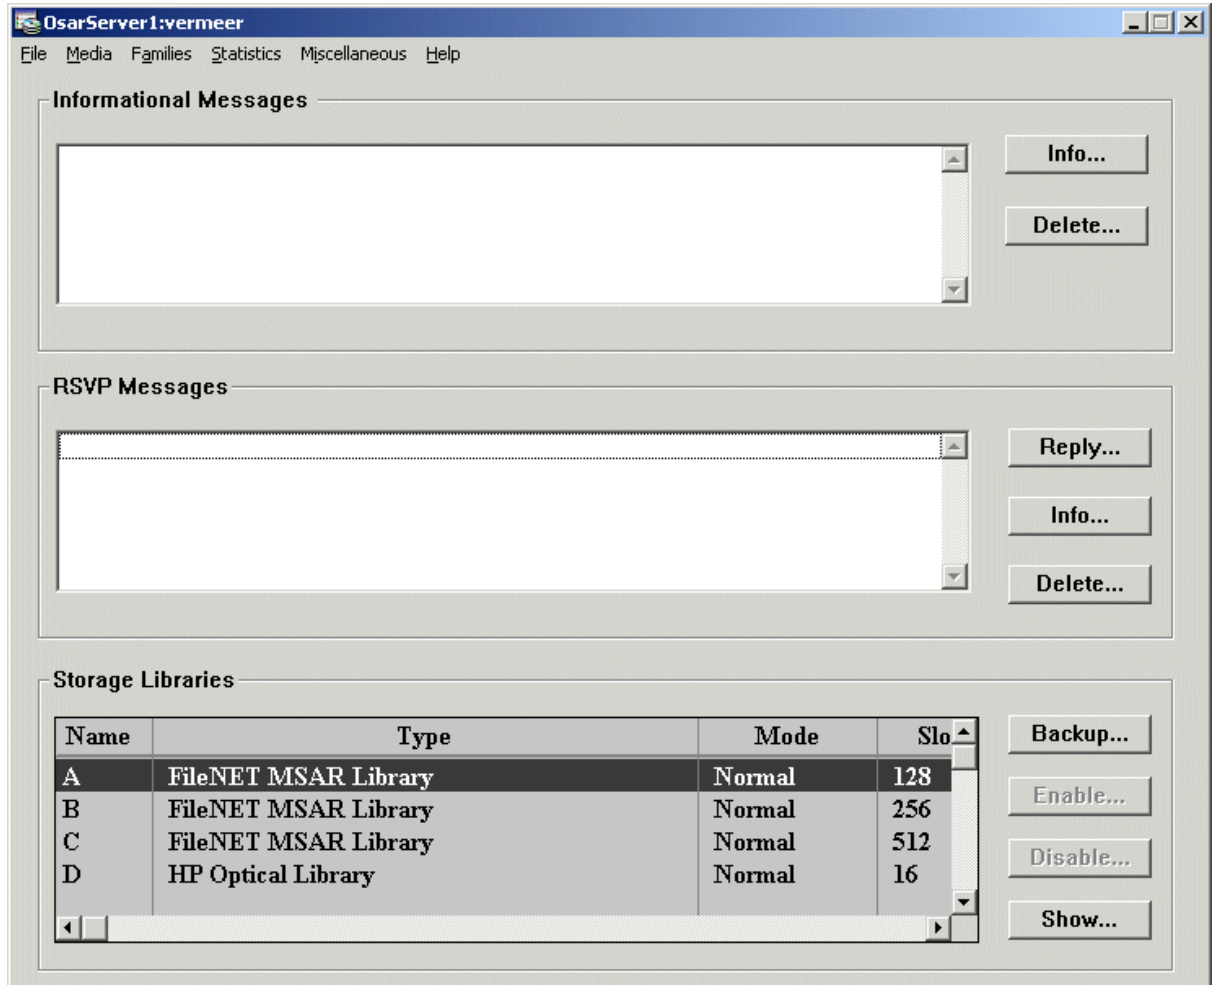 OsarServer1:vermeer
File Media Families Statistics Miscellaneous Help
Informational Messages
Info...
Delete...
RSVP Messages
Reply...
Info...
Delete...
Storage Libraries
Name Type Mode Slo
A FileNET MSAR Library Normal 128
B FileNET MSAR Library Normal 256
C FileNET MSAR Library Normal 512
D HP Optical Library Normal 16
Backup...
Enable...
Disable...
Show...